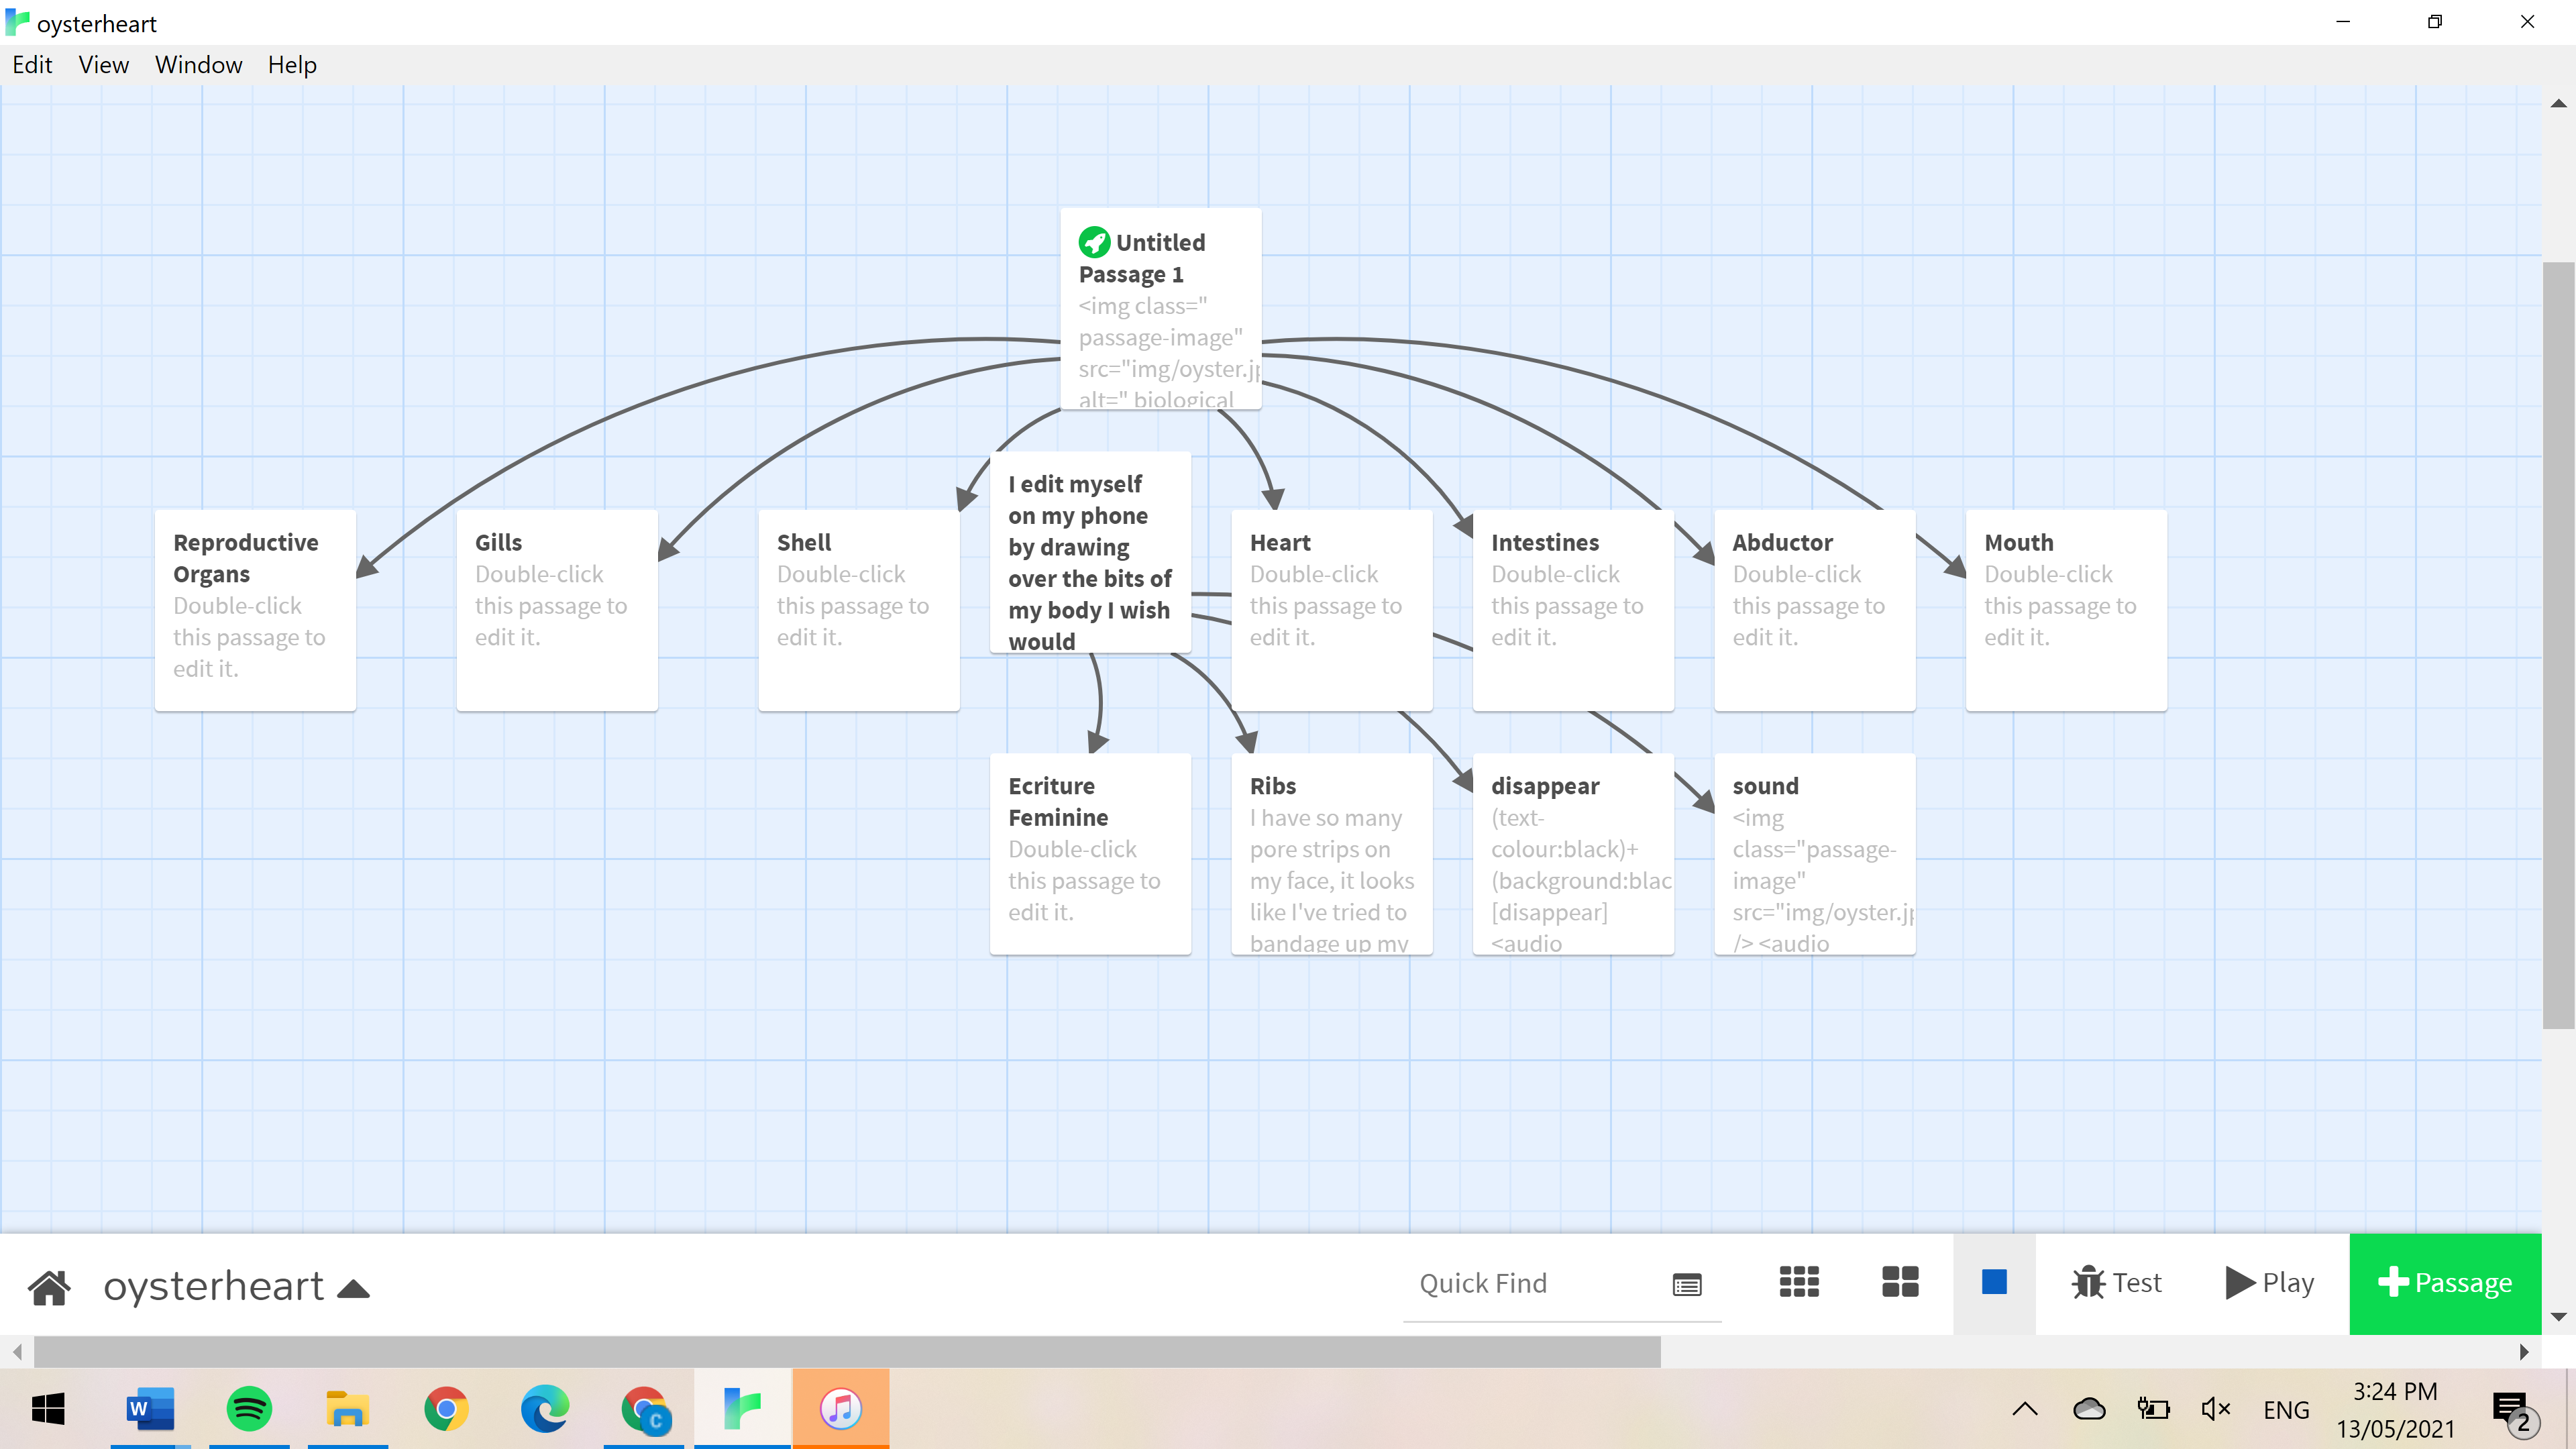 oysterheart
Edit View Window Help
Untitled
Passage 1
<img class="
passage-image"
src="img/oyster.jp
alt=" biological
I edit myself
on my phone
by drawing
over the bits of
my body I wish
would
Reproductive
Organs
Double-click
this passage to
edit it.
Gills
Double-click
this passage to
edit it.
Shell
Double-click
this passage to
edit it.
Heart
Double-click
this passage to
edit it.
Intestines
Double-click
this passage to
edit it.
Abductor
Double-click
this passage to
edit it.
Mouth
Double-click
this passage to
edit it.
Ecriture
Feminine
Double-click
this passage to
edit it.
Ribs
I have so many
pore strips on
my face, it looks
like I've tried to
bandage up my
disappear
(text-
colour:black)+
(background:blac
[disappear]
<audio
sound
<img
class="passage-
image"
src="img/oyster.jp
/> <audio
oysterheart
Quick Find
Test
Play
Passage
W
C
ENG
3:24 PM
13/05/2021
2